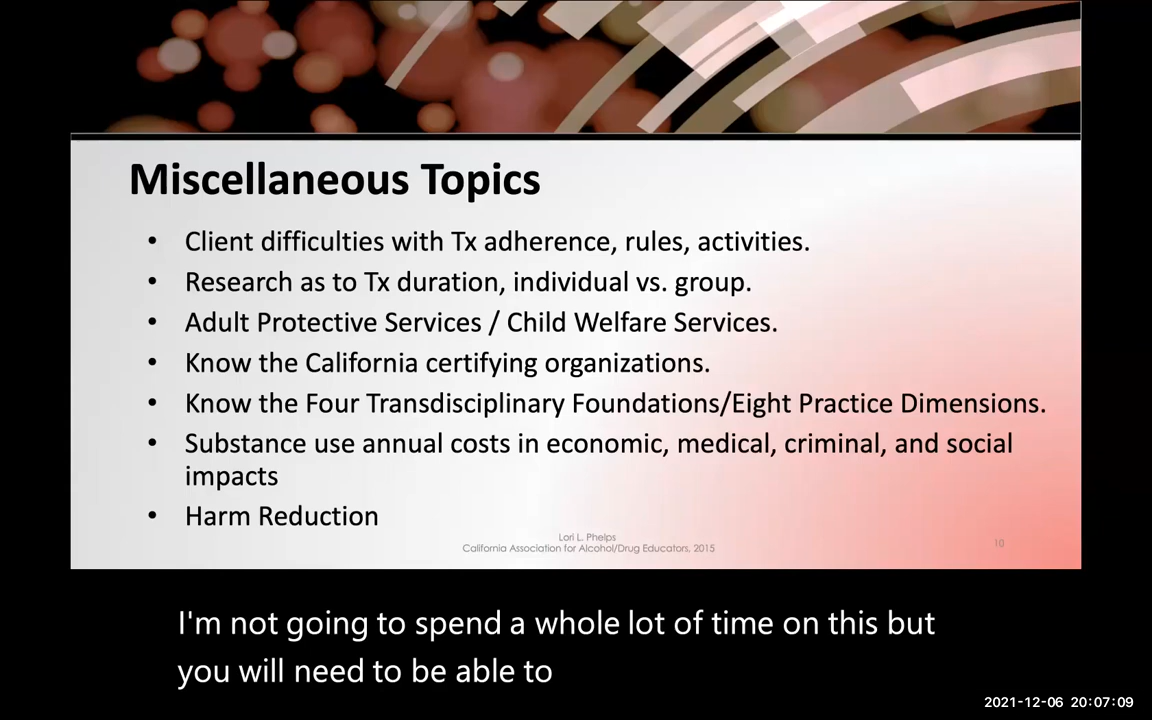 Miscellaneous Topics
• Client difficulties with Tx adherence, rules, activities.
• Research as to Tx duration, individual vs. group.
• Adult Protective Services / Child Welfare Services.
• Know the California certifying organizations.
• Know the Four Transdisciplinary Foundations/Eight Practice Dimensions.
• Substance use annual costs in economic, medical, criminal, and social
impacts
• Harm Reduction
Lori L. Phelps
California Association for Alcohol/Drug Educators, 2015
10
I'm not going to spend a whole lot of time on this but
you will need to be able to
2021-12-06 20:07:09